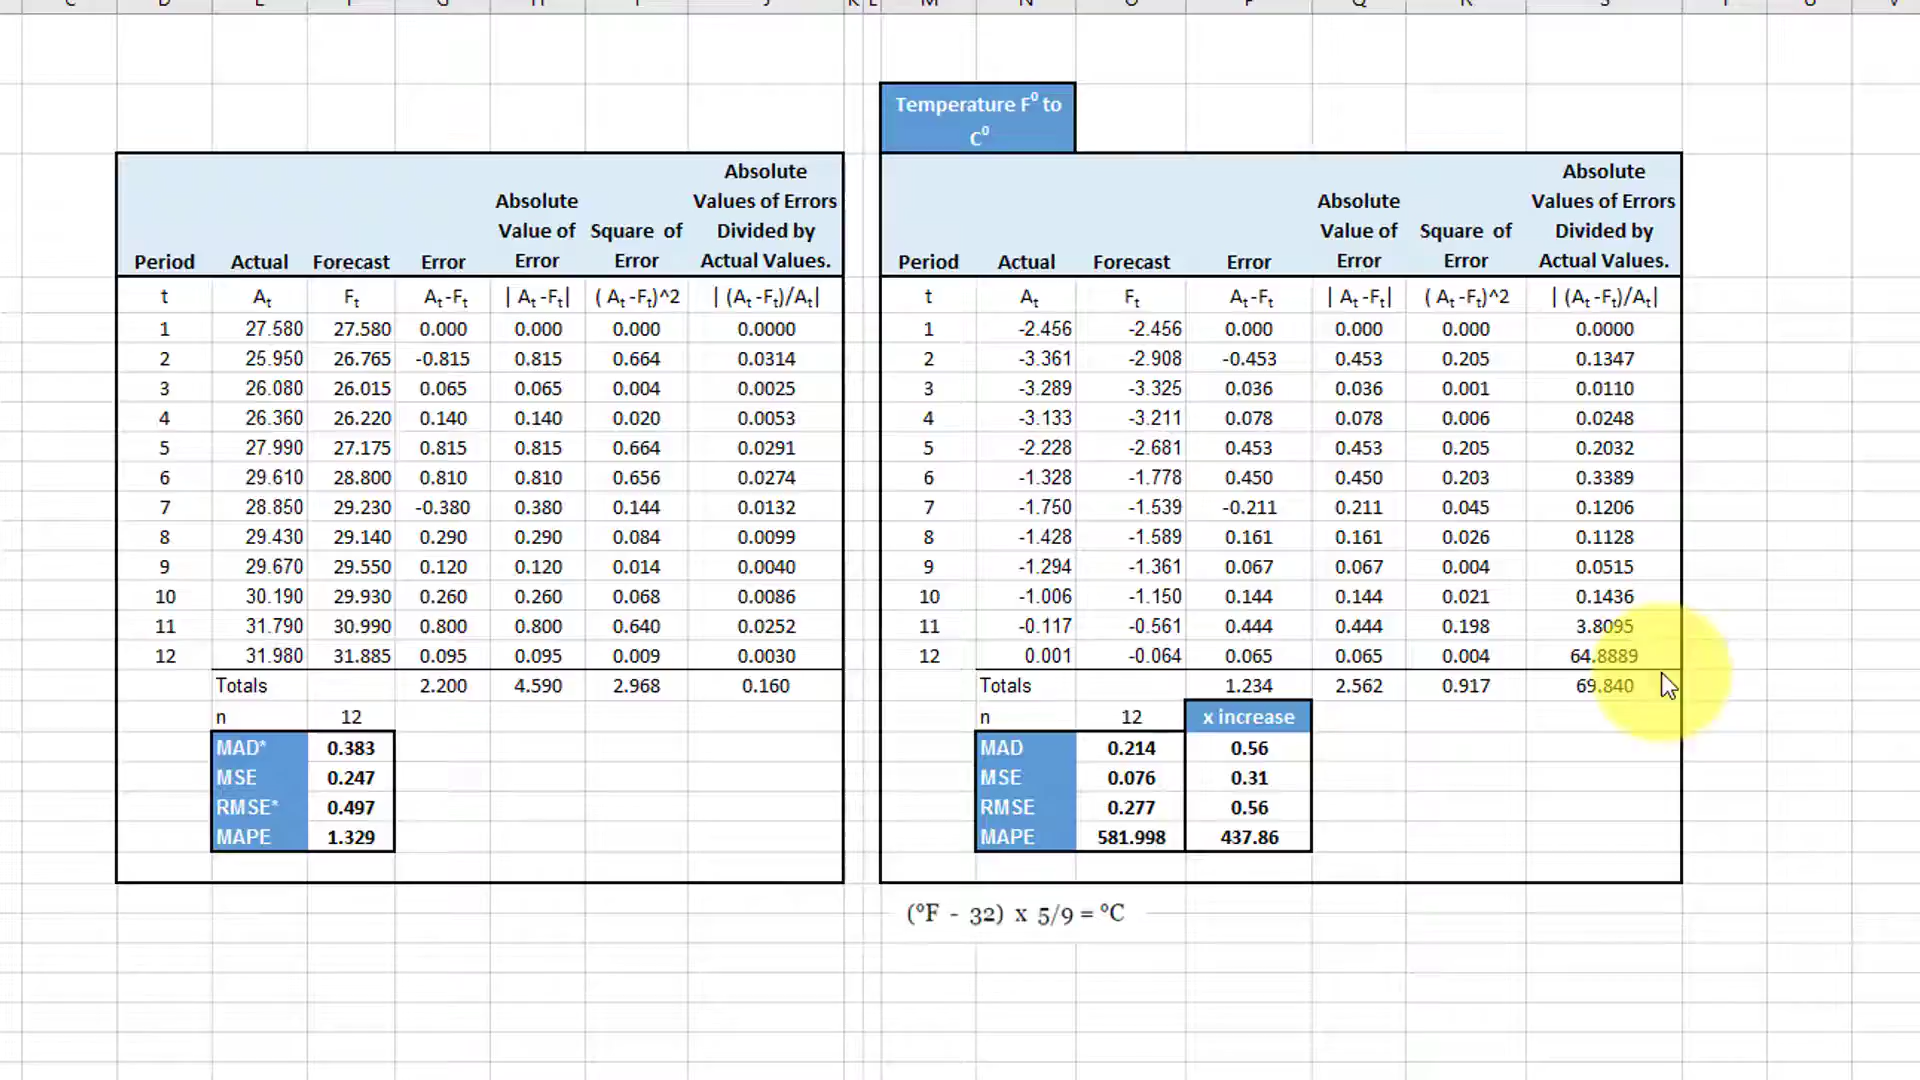 Temperature F⁰ to
C⁰
Absolute
Values of Errors
Divided by
Actual Values.
Absolute
Value of
Error
Square of
Error
Period Actual Forecast Error
t Aₜ Fₜ Aₜ-Fₜ | Aₜ-Fₜ| ( Aₜ-Fₜ)^2 | (Aₜ-Fₜ)/Aₜ|
1 27.580 27.580 0.000 0.000 0.000 0.0000
2 25.950 26.765 -0.815 0.815 0.664 0.0314
3 26.080 26.015 0.065 0.065 0.004 0.0025
4 26.360 26.220 0.140 0.140 0.020 0.0053
5 27.990 27.175 0.815 0.815 0.664 0.0291
6 29.610 28.800 0.810 0.810 0.656 0.0274
7 28.850 29.230 -0.380 0.380 0.144 0.0132
8 29.430 29.140 0.290 0.290 0.084 0.0099
9 29.670 29.550 0.120 0.120 0.014 0.0040
10 30.190 29.930 0.260 0.260 0.068 0.0086
11 31.790 30.990 0.800 0.800 0.640 0.0252
12 31.980 31.885 0.095 0.095 0.009 0.0030
Totals 2.200 4.590 2.968 0.160
n 12
MAD* 0.383
MSE 0.247
RMSE* 0.497
MAPE 1.329
Absolute
Values of Errors
Divided by
Actual Values.
Absolute
Value of
Error
Square of
Error
Period Actual Forecast Error
t Aₜ Fₜ Aₜ-Fₜ | Aₜ-Fₜ| ( Aₜ-Fₜ)^2 | (Aₜ-Fₜ)/Aₜ|
1 -2.456 -2.456 0.000 0.000 0.000 0.0000
2 -3.361 -2.908 -0.453 0.453 0.205 0.1347
3 -3.289 -3.325 0.036 0.036 0.001 0.0110
4 -3.133 -3.211 0.078 0.078 0.006 0.0248
5 -2.228 -2.681 0.453 0.453 0.205 0.2032
6 -1.328 -1.778 0.450 0.450 0.203 0.3389
7 -1.750 -1.539 -0.211 0.211 0.045 0.1206
8 -1.428 -1.589 0.161 0.161 0.026 0.1128
9 -1.294 -1.361 0.067 0.067 0.004 0.0515
10 -1.006 -1.150 0.144 0.144 0.021 0.1436
11 -0.117 -0.561 0.444 0.444 0.198 3.8095
12 0.001 -0.064 0.065 0.065 0.004 64.8889
Totals 1.234 2.562 0.917 69.840
n 12 x increase
MAD 0.214 0.56
MSE 0.076 0.31
RMSE 0.277 0.56
MAPE 581.998 437.86
(°F - 32) x 5/9 = °C